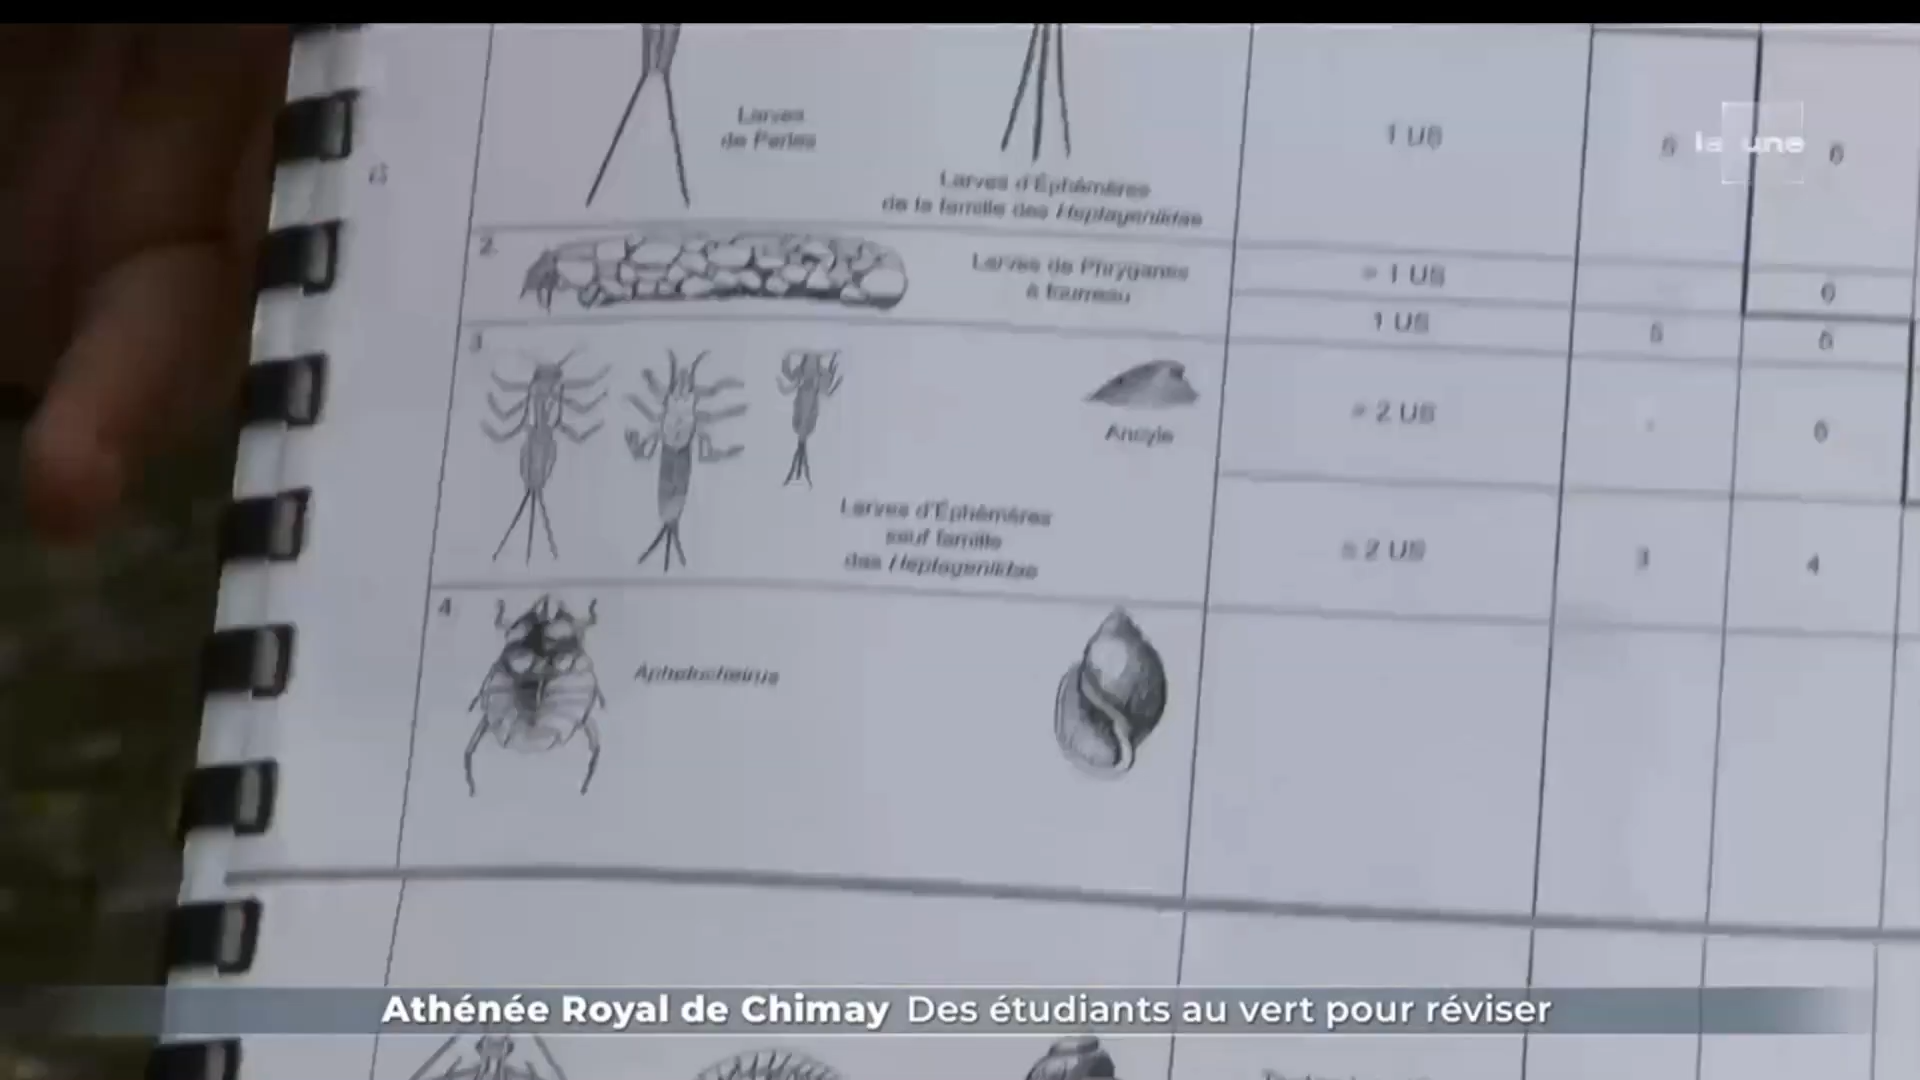 Larves
de Perles
1 US
5
la une
6
Larves d'Éphémères
de la famille des Heptageniidae
2
Larves de Phryganes
à fourreau
> 1 US
6
1 US
5
5
3
> 2 US
6
Ancyle
Larves d'Éphémères
sauf famille
des Heptageniidae
≤ 2 US
3
4
4
Aphelocheirus
Athénée Royal de Chimay Des étudiants au vert pour réviser